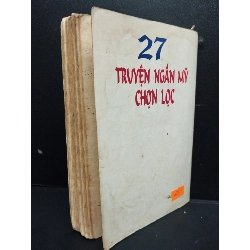 27
TRUYỆN NGẮN MỸ
CHỌN LỌC